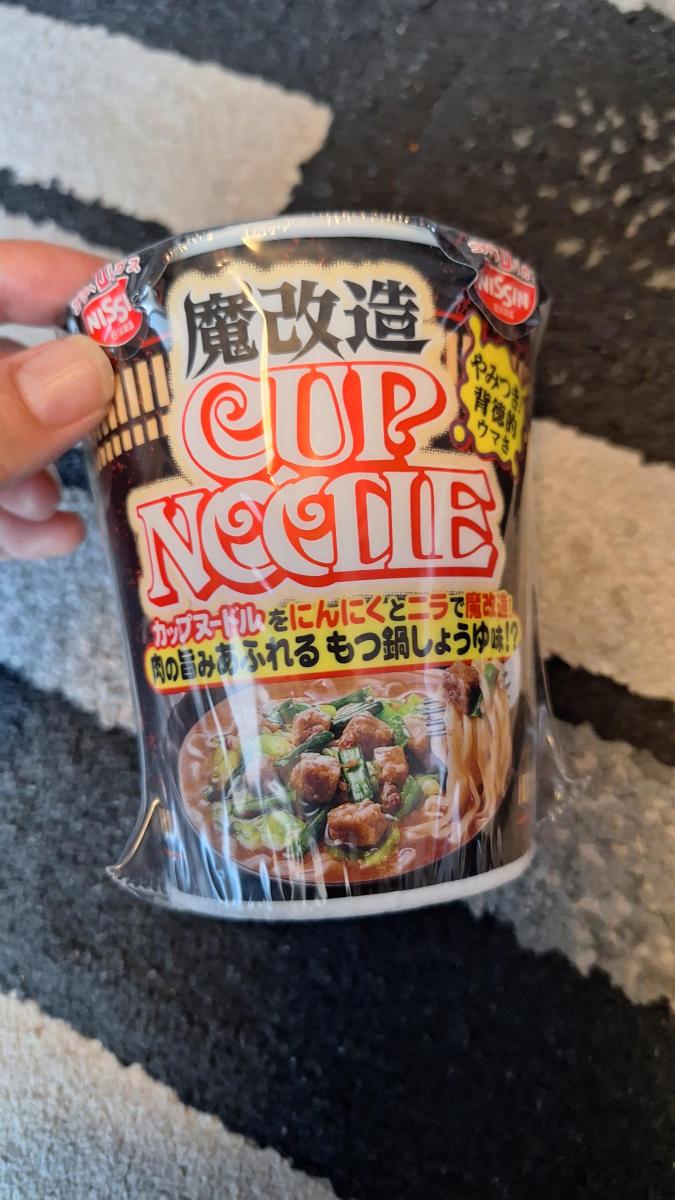 NISSIN
NISSIN
魔改造
CUP
NOODLE
やみつき!
背徳的
ウマさ
カップヌードルをにんにくとニラで魔改造!
肉の旨みあふれる もつ鍋しょうゆ味!?